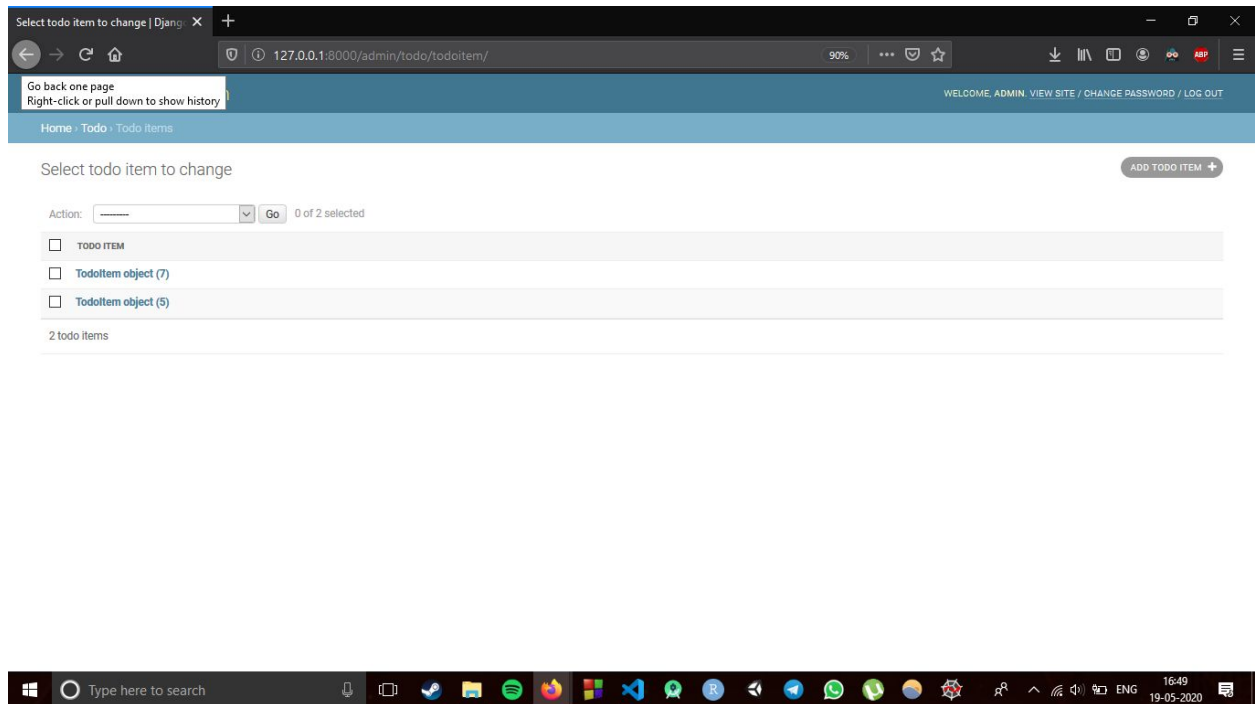 Select todo item to change | Djang
127.0.0.1:8000/admin/todo/todoitem/
90%
ABP
Go back one page
Right-click or pull down to show history
WELCOME, ADMIN. VIEW SITE / CHANGE PASSWORD / LOG OUT
Home › Todo › Todo items
Select todo item to change
ADD TODO ITEM +
Action: --------- Go 0 of 2 selected
TODO ITEM
TodoItem object (7)
TodoItem object (5)
2 todo items
Type here to search
R
ENG
16:49
19-05-2020